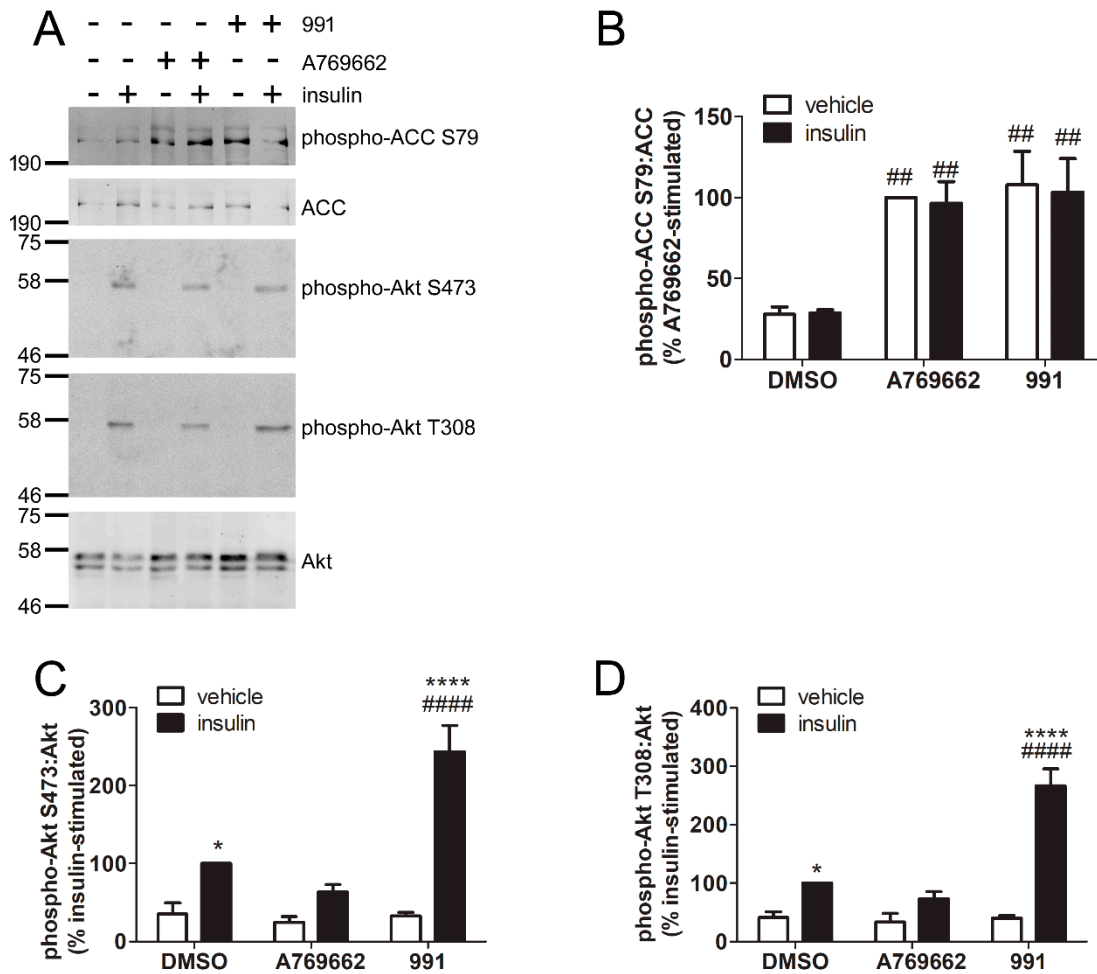 A
- - - - + + 991
- - + + - - A769662
- + - + - + insulin
phospho-ACC S79
190
ACC
190
75
58
phospho-Akt S473
46
75
58
phospho-Akt T308
46
75
58
Akt
46
B
phospho-ACC S79:ACC
(% A769662-stimulated)
vehicle
insulin
150
100
50
0
## ## ## ##
DMSO A769662 991
C
phospho-Akt S473:Akt
(% insulin-stimulated)
vehicle
insulin
300
200
100
0
*
****
####
DMSO A769662 991
D
phospho-Akt T308:Akt
(% insulin-stimulated)
vehicle
insulin
400
300
200
100
0
*
****
####
DMSO A769662 991